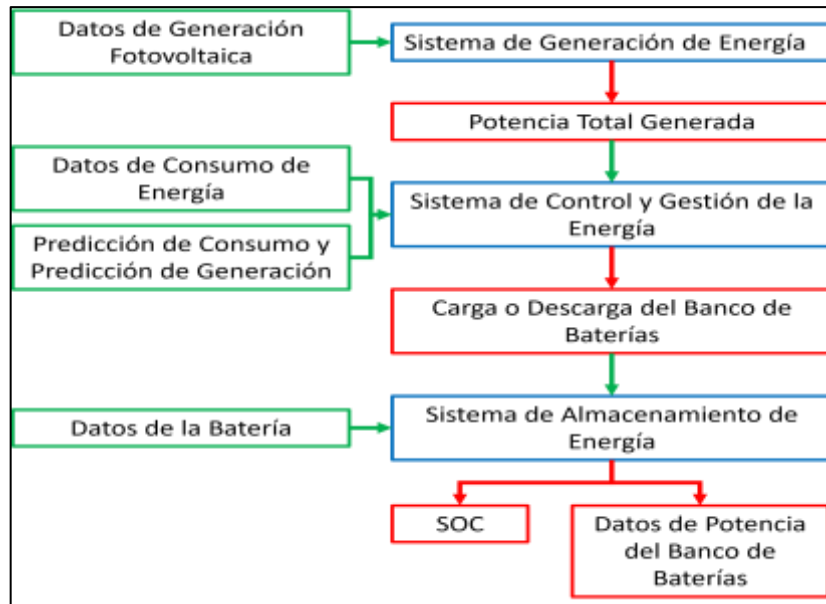 Datos de Generación
Fotovoltaica
Sistema de Generación de Energía
Potencia Total Generada
Datos de Consumo de
Energía
Predicción de Consumo y
Predicción de Generación
Sistema de Control y Gestión de la
Energía
Carga o Descarga del Banco de
Baterías
Datos de la Batería
Sistema de Almacenamiento de
Energía
SOC
Datos de Potencia
del Banco de
Baterías